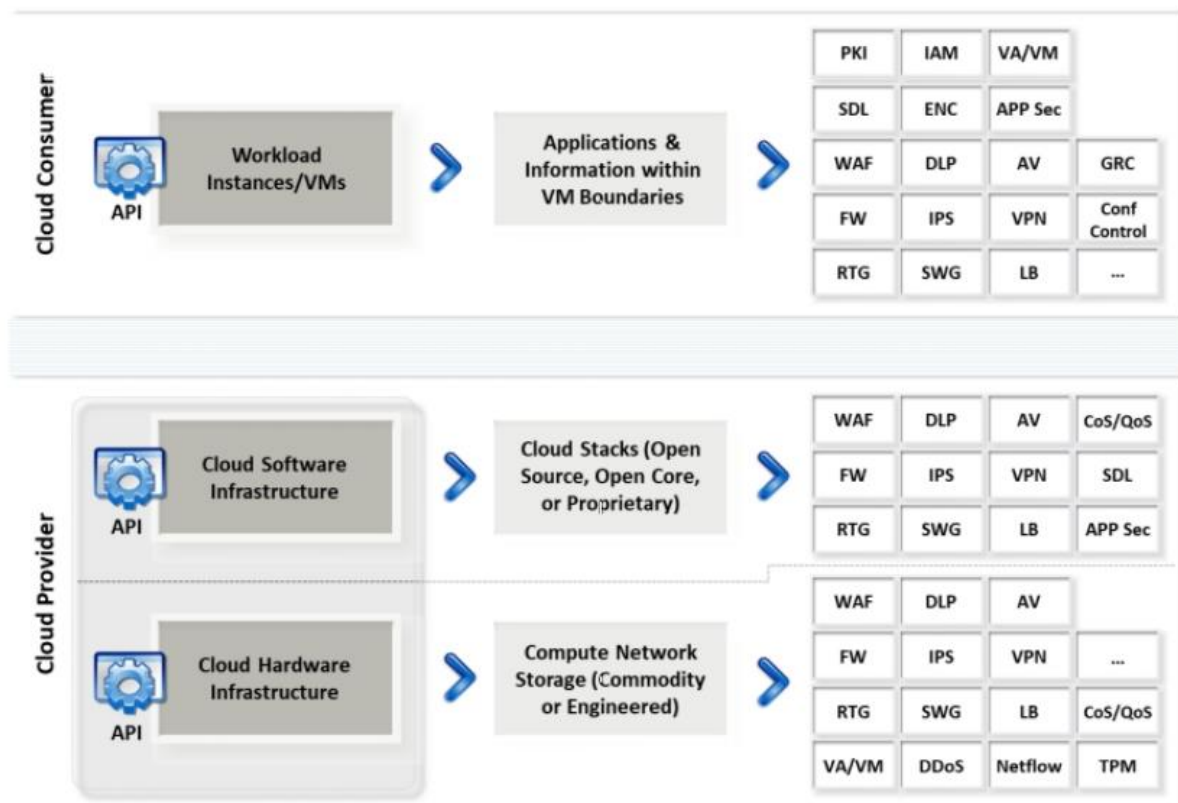 Cloud Consumer
API
Workload
Instances/VMs
Applications &
Information within
VM Boundaries
PKI IAM VA/VM
SDL ENC APP Sec
WAF DLP AV GRC
FW IPS VPN Conf
Control
RTG SWG LB ...
Cloud Provider
API
Cloud Software
Infrastructure
Cloud Stacks (Open
Source, Open Core,
or Proprietary)
WAF DLP AV CoS/QoS
FW IPS VPN SDL
RTG SWG LB APP Sec
API
Cloud Hardware
Infrastructure
Compute Network
Storage (Commodity
or Engineered)
WAF DLP AV
FW IPS VPN ...
RTG SWG LB CoS/QoS
VA/VM DDoS Netflow TPM